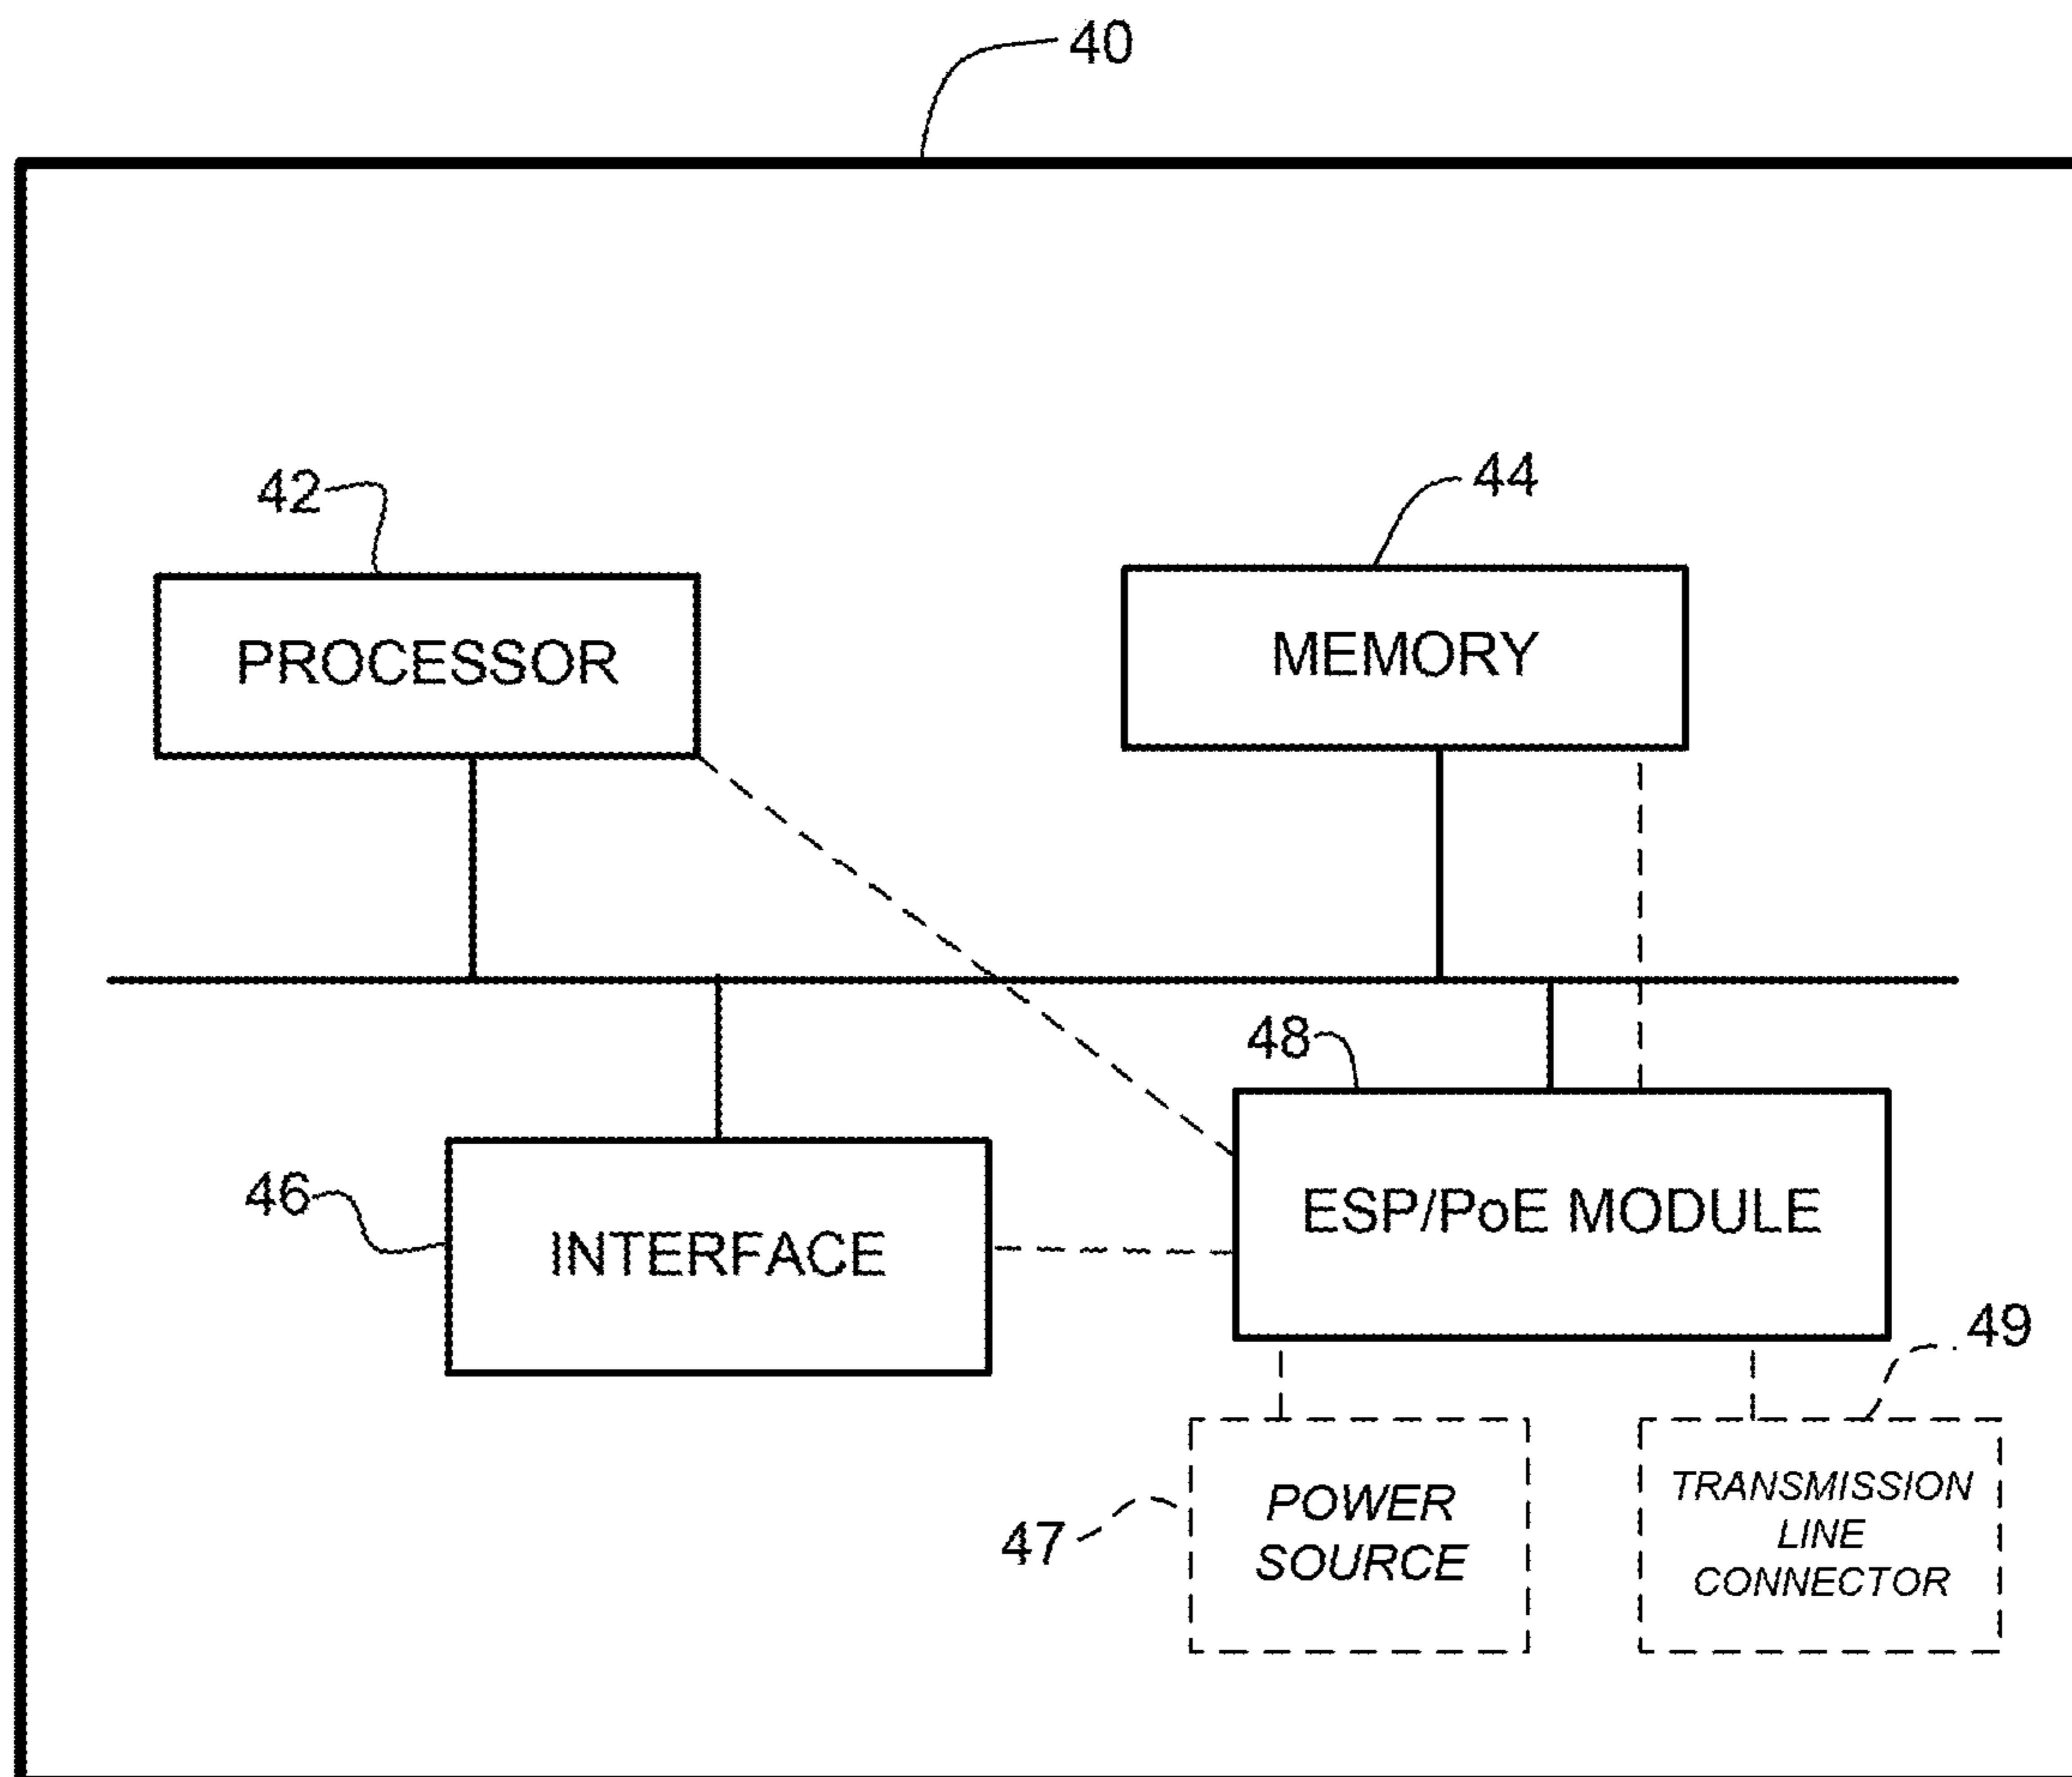 40
42
44
PROCESSOR
MEMORY
48
46
ESP/PoE MODULE
INTERFACE
49
47
POWER
SOURCE
TRANSMISSION
LINE
CONNECTOR